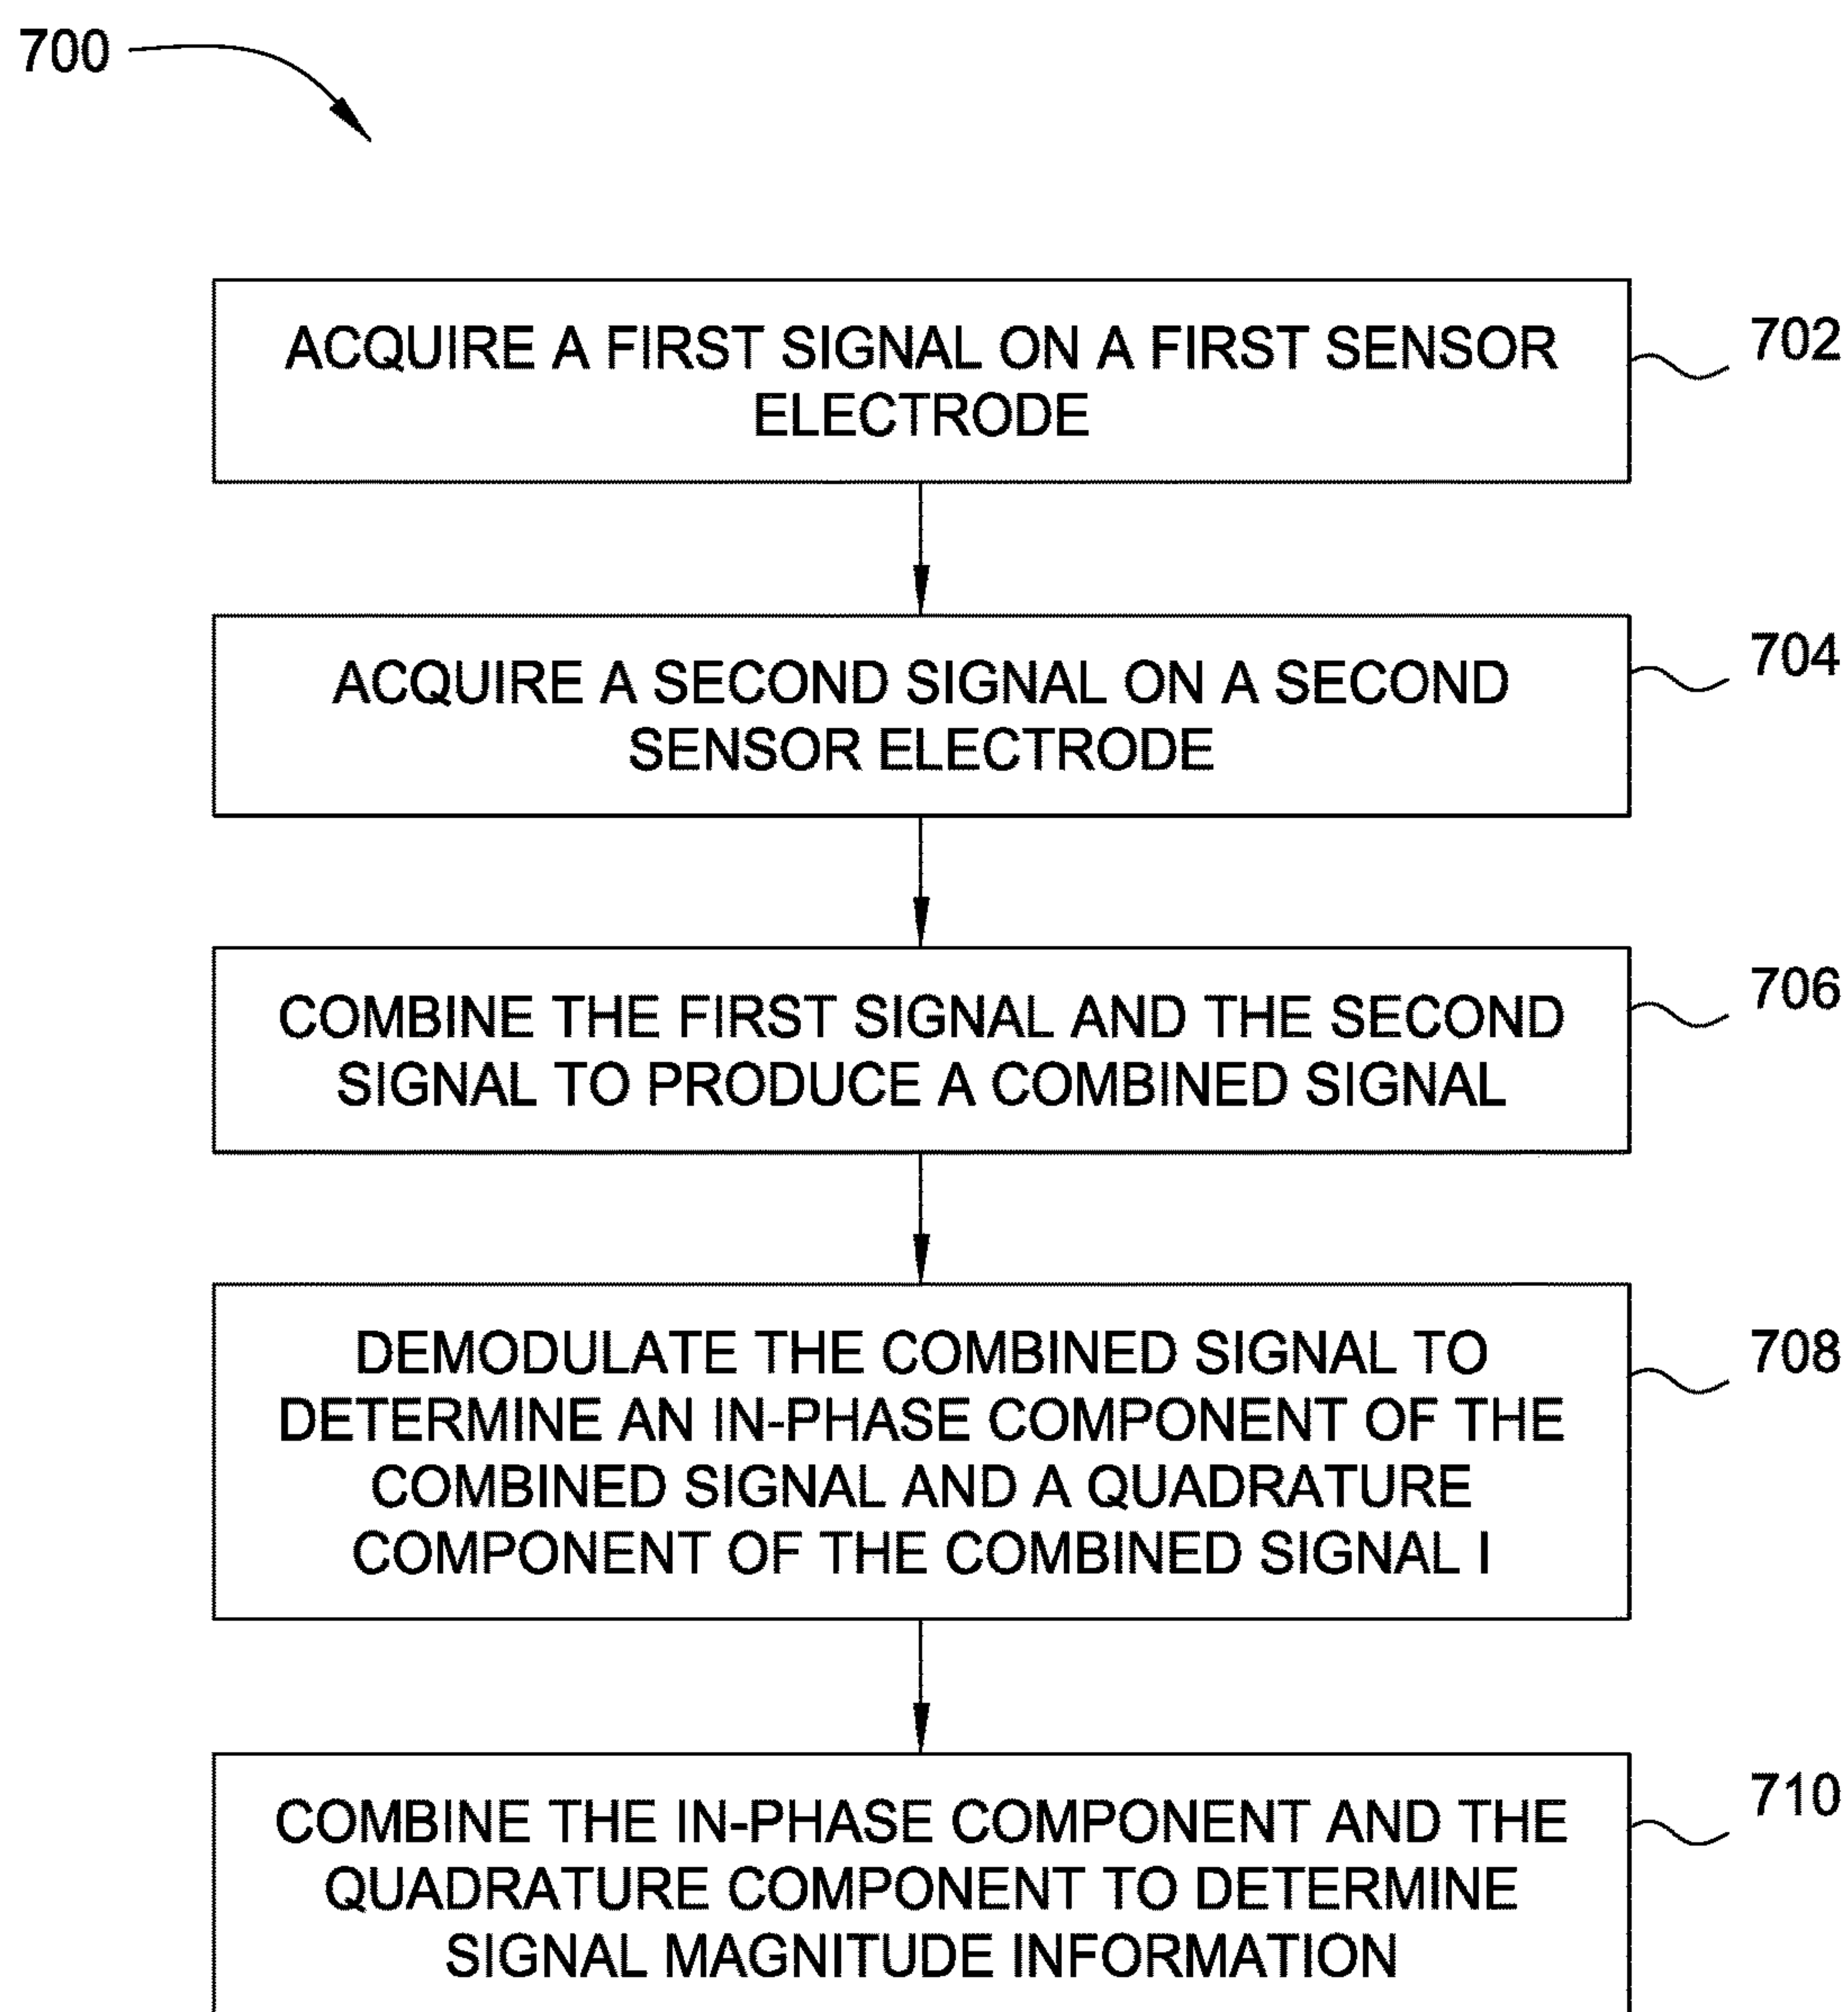 700
ACQUIRE A FIRST SIGNAL ON A FIRST SENSOR
ELECTRODE
702
ACQUIRE A SECOND SIGNAL ON A SECOND
SENSOR ELECTRODE
704
COMBINE THE FIRST SIGNAL AND THE SECOND
SIGNAL TO PRODUCE A COMBINED SIGNAL
706
DEMODULATE THE COMBINED SIGNAL TO
DETERMINE AN IN-PHASE COMPONENT OF THE
COMBINED SIGNAL AND A QUADRATURE
COMPONENT OF THE COMBINED SIGNAL I
708
COMBINE THE IN-PHASE COMPONENT AND THE
QUADRATURE COMPONENT TO DETERMINE
SIGNAL MAGNITUDE INFORMATION
710